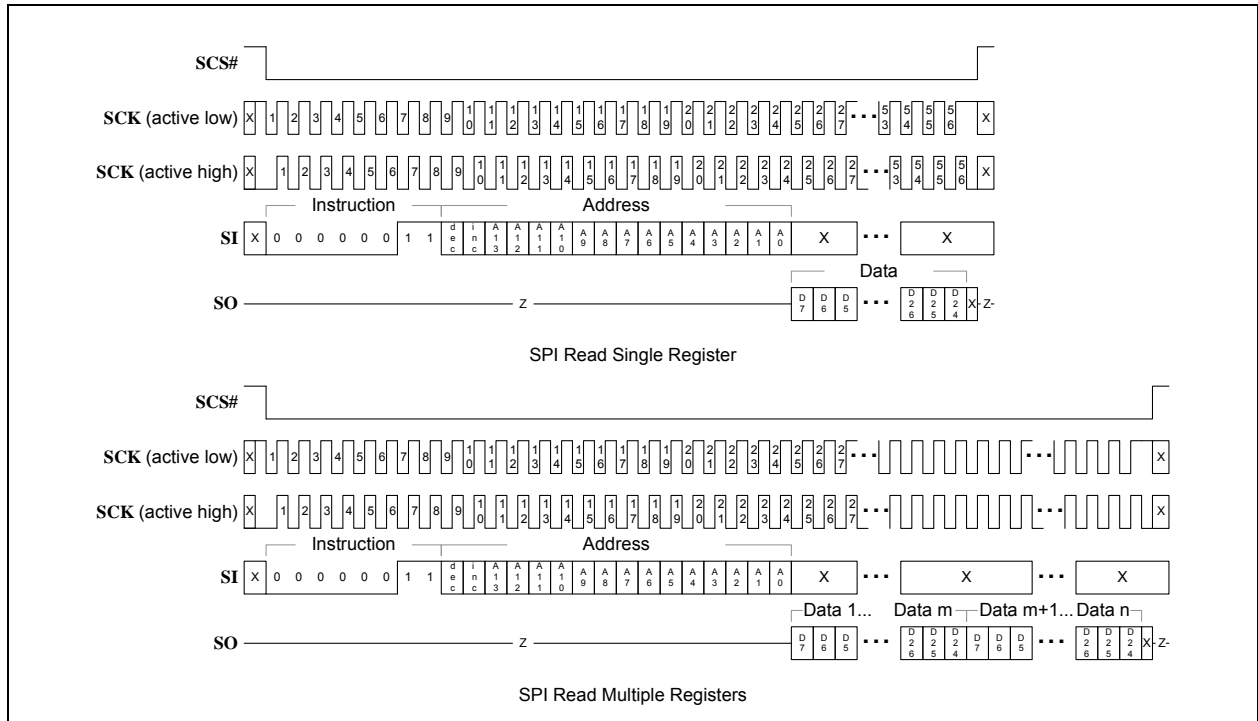 SCS#
SCK (active low) X 1 2 3 4 5 6 7 8 9 10 11 12 13 14 15 16 17 18 19 20 21 22 23 24 25 26 27 ··· 53 54 55 56 X
SCK (active high) X 1 2 3 4 5 6 7 8 9 10 11 12 13 14 15 16 17 18 19 20 21 22 23 24 25 26 27 ··· 53 54 55 56 X
Instruction Address
SI X 0 0 0 0 0 0 1 1 dec inc A13 A12 A11 A10 A9 A8 A7 A6 A5 A4 A3 A2 A1 A0 X ··· X
Data
SO Z D7 D6 D5 ··· D26 D25 D24 X Z
SPI Read Single Register
SCS#
SCK (active low) X 1 2 3 4 5 6 7 8 9 10 11 12 13 14 15 16 17 18 19 20 21 22 23 24 25 26 27 ··· ··· X
SCK (active high) X 1 2 3 4 5 6 7 8 9 10 11 12 13 14 15 16 17 18 19 20 21 22 23 24 25 26 27 ··· ··· X
Instruction Address
SI X 0 0 0 0 0 0 1 1 dec inc A13 A12 A11 A10 A9 A8 A7 A6 A5 A4 A3 A2 A1 A0 X ··· X ··· X
Data 1... Data m Data m+1... Data n
SO Z D7 D6 D5 ··· D26 D25 D24 D7 D6 D5 ··· D26 D25 D24 X Z
SPI Read Multiple Registers